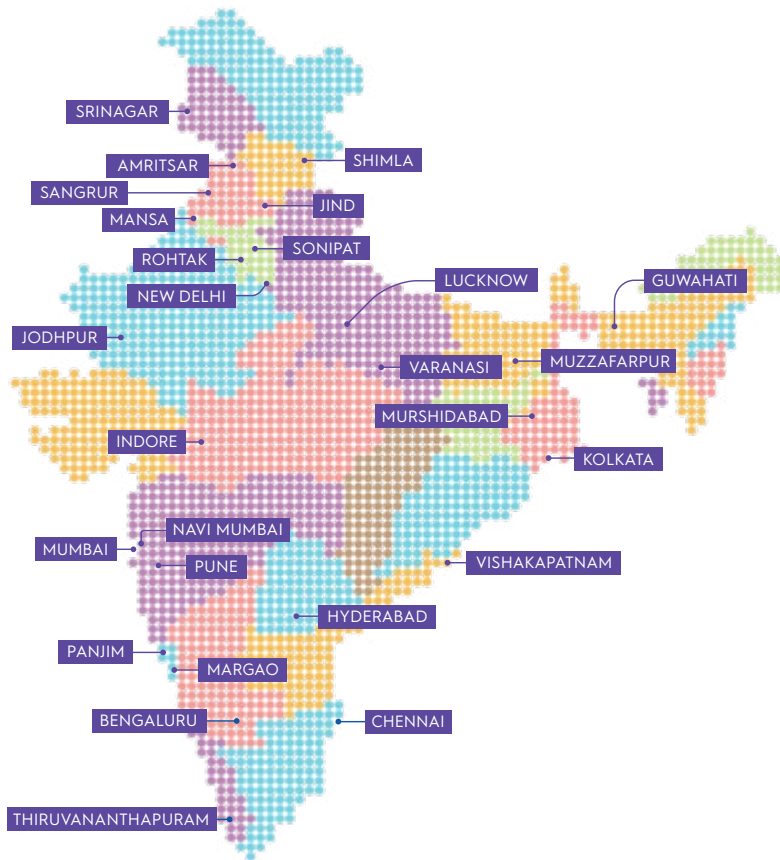 SRINAGAR
SHIMLA
AMRITSAR
SANGRUR
JIND
MANSA
SONIPAT
ROHTAK
LUCKNOW
GUWAHATI
NEW DELHI
JODHPUR
MUZZAFARPUR
VARANASI
MURSHIDABAD
INDORE
KOLKATA
NAVI MUMBAI
MUMBAI
VISHAKAPATNAM
PUNE
HYDERABAD
PANJIM
MARGAO
BENGALURU
CHENNAI
THIRUVANANTHAPURAM